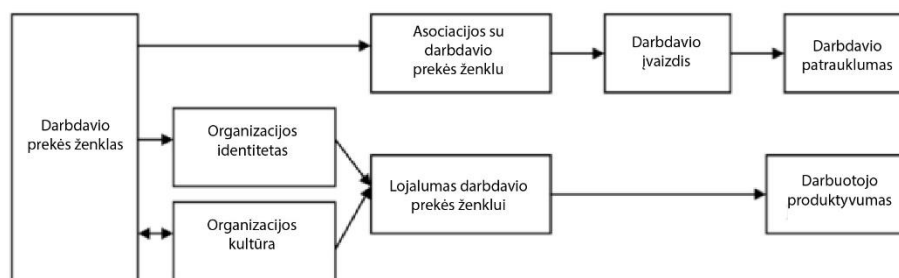 Darbdavio
prekės ženklas
Asociacijos su
darbdavio
prekės ženklu
Darbdavio
įvaizdis
Darbdavio
patrauklumas
Organizacijos
identitetas
Organizacijos
kultūra
Lojalumas darbdavio
prekės ženklui
Darbuotojo
produktyvumas